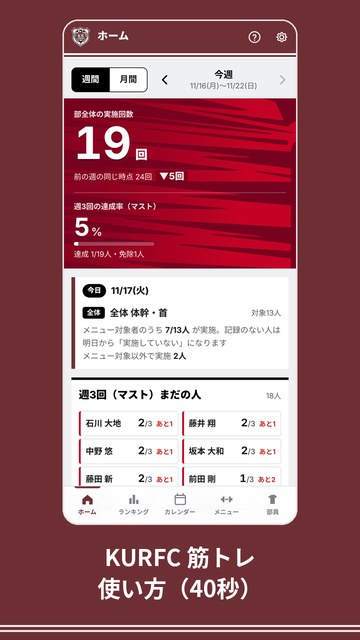 ホーム
週間
月間
今週
11/16(月)〜11/22(日)
部全体の実施回数
19回
前の週の同じ時点 24回 ▼5回
週3回の達成率（マスト）
5%
達成 1/19人・免除1人
今日 11/17(火)
全体 全体 体幹・首 対象13人
メニュー対象者のうち 7/13人 が実施。記録のない人は
明日から「実施していない」になります
メニュー対象以外で実施 2人
週3回（マスト）まだの人 18人
石川 大地 2/3 あと1
藤井 翔 2/3 あと1
中野 悠 2/3 あと1
坂本 大和 2/3 あと1
藤田 新 2/3 あと1
前田 剛 1/3 あと2
ホーム
ランキング
カレンダー
メニュー
部員
KURFC 筋トレ
使い方（40秒）